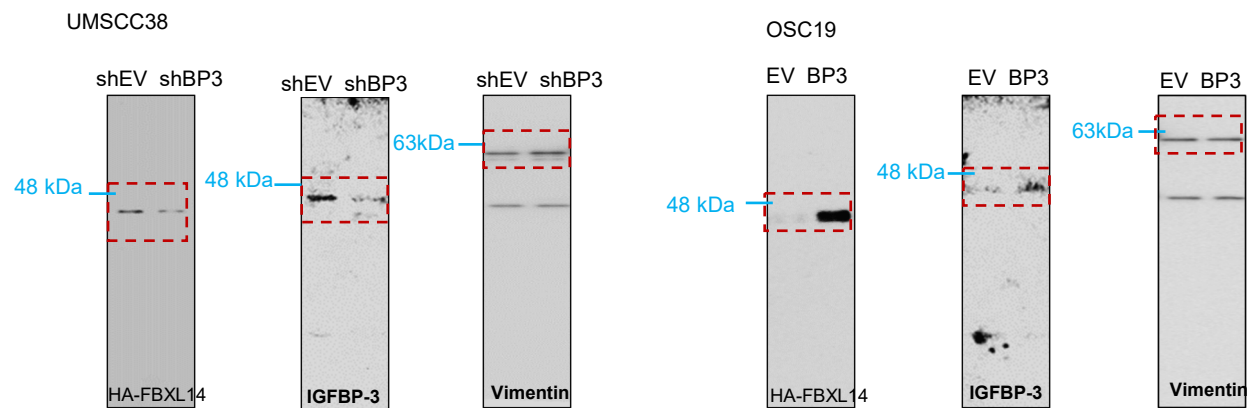 UMSCC38
OSC19
shEV shBP3
shEV shBP3
shEV shBP3
EV BP3
EV BP3
EV BP3
63kDa
63kDa
48 kDa
48 kDa
48 kDa
48 kDa
HA-FBXL14
IGFBP-3
Vimentin
HA-FBXL14
IGFBP-3
Vimentin